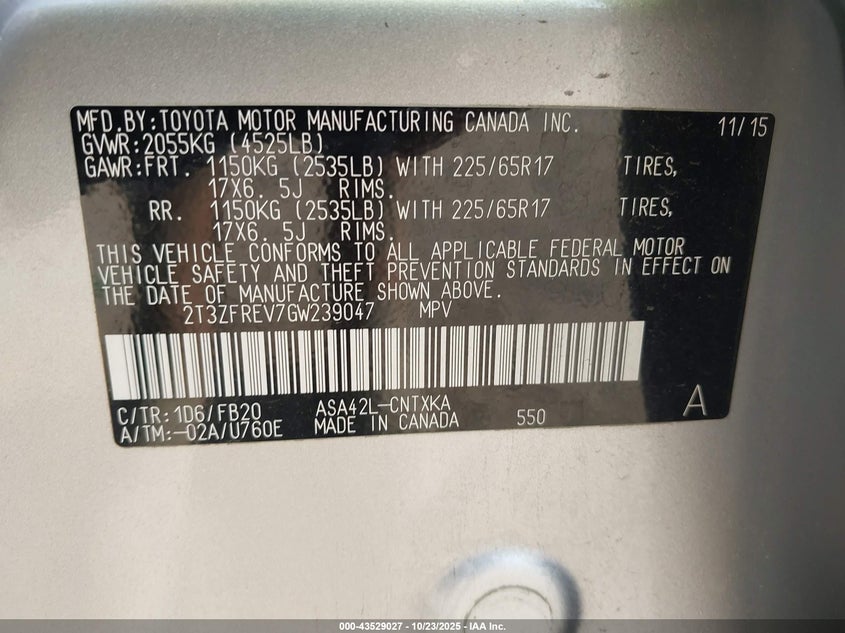 MFD.BY:TOYOTA MOTOR MANUFACTURING CANADA INC. 11/15
GVWR:2055KG (4525LB)
GAWR:FRT. 1150KG (2535LB) WITH 225/65R17 TIRES,
17X6. 5J RIMS.
RR. 1150KG (2535LB) WITH 225/65R17 TIRES,
17X6. 5J RIMS.
THIS VEHICLE CONFORMS TO ALL APPLICABLE FEDERAL MOTOR
VEHICLE SAFETY AND THEFT PREVENTION STANDARDS IN EFFECT ON
THE DATE OF MANUFACTURE SHOWN ABOVE.
2T3ZFREV7GW239047 MPV
C/TR:1D6/FB20 ASA42L-CNTXKA A
A/TM:-02A/U760E MADE IN CANADA 550
000-43529027 - 10/23/2025 - IAA Inc.